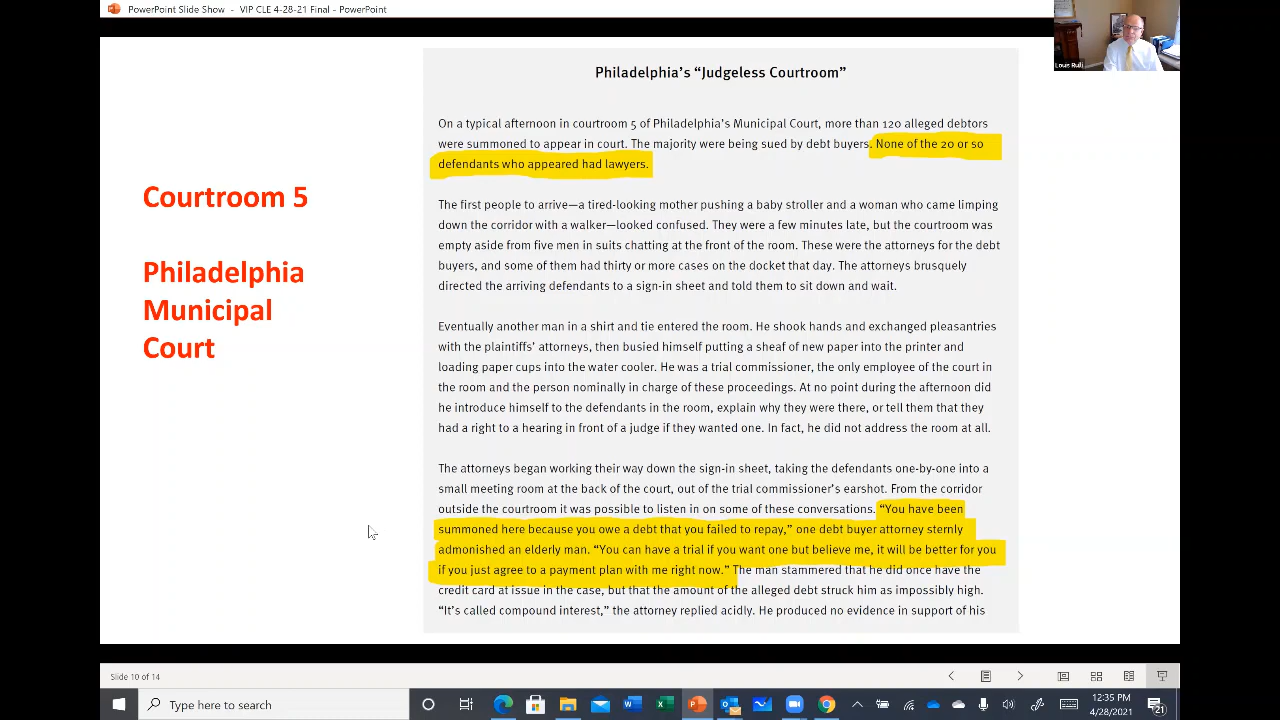 PowerPoint Slide Show - VIP CLE 4-28-21 Final - PowerPoint
Louis Rulli
Philadelphia's “Judgeless Courtroom”
On a typical afternoon in courtroom 5 of Philadelphia's Municipal Court, more than 120 alleged debtors
were summoned to appear in court. The majority were being sued by debt buyers. None of the 20 or so
defendants who appeared had lawyers.
Courtroom 5
Philadelphia
Municipal
Court
The first people to arrive—a tired-looking mother pushing a baby stroller and a woman who came limping
down the corridor with a walker—looked confused. They were a few minutes late, but the courtroom was
empty aside from five men in suits chatting at the front of the room. These were the attorneys for the debt
buyers, and some of them had thirty or more cases on the docket that day. The attorneys brusquely
directed the arriving defendants to a sign-in sheet and told them to sit down and wait.
Eventually another man in a shirt and tie entered the room. He shook hands and exchanged pleasantries
with the plaintiffs' attorneys, then busied himself putting a sheaf of new paper into the printer and
loading paper cups into the water cooler. He was a trial commissioner, the only employee of the court in
the room and the person nominally in charge of these proceedings. At no point during the afternoon did
he introduce himself to the defendants in the room, explain why they were there, or tell them that they
had a right to a hearing in front of a judge if they wanted one. In fact, he did not address the room at all.
The attorneys began working their way down the sign-in sheet, taking the defendants one-by-one into a
small meeting room at the back of the court, out of the trial commissioner's earshot. From the corridor
outside the courtroom it was possible to listen in on some of these conversations. “You have been
summoned here because you owe a debt that you failed to repay,” one debt buyer attorney sternly
admonished an elderly man. “You can have a trial if you want one but believe me, it will be better for you
if you just agree to a payment plan with me right now.” The man stammered that he did once have the
credit card at issue in the case, but that the amount of the alleged debt struck him as impossibly high.
“It's called compound interest,” the attorney replied acidly. He produced no evidence in support of his
Slide 10 of 14
Type here to search
12:35 PM
4/28/2021
21